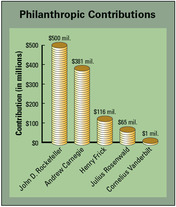 Philanthropic Contributions
Contribution (in millions)
$500
$400
$300
$200
$100
$0
$500 mil.
$381 mil.
$116 mil.
$65 mil.
$1 mil.
John D. Rockefeller
Andrew Carnegie
Henry Frick
Julius Rosenwald
Cornelius Vanderbilt